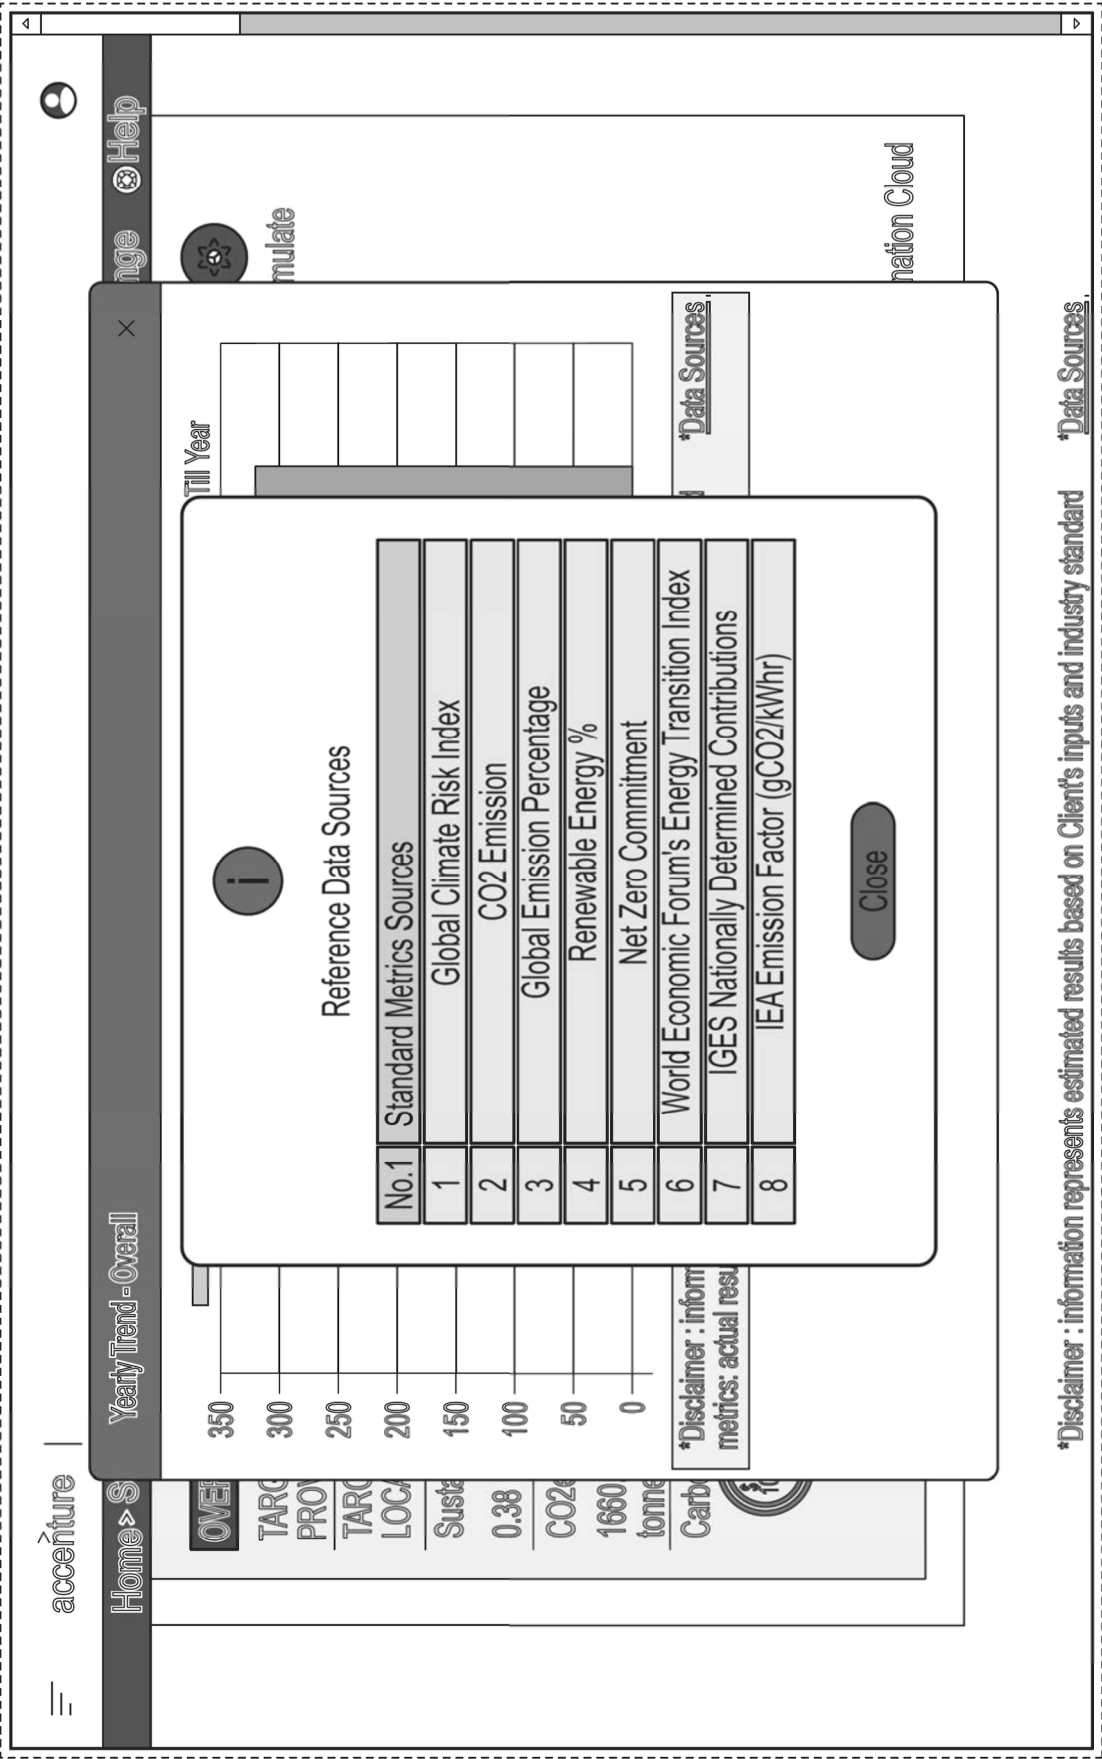 accenture
Home > S
nge
Help
Yearly Trend - Overall
OVER
Till Year
mulate
TARG
PROV
TARG
LOCA
Susta
0.38
CO2e
1660
tonne
Carb
350
300
250
200
150
100
50
0
Reference Data Sources
No.1 Standard Metrics Sources
1 Global Climate Risk Index
2 CO2 Emission
3 Global Emission Percentage
4 Renewable Energy %
5 Net Zero Commitment
6 World Economic Forum's Energy Transition Index
7 IGES Nationally Determined Contributions
8 IEA Emission Factor (gCO2/kWhr)
Close
*Disclaimer : inform
metrics: actual resu
*Data Sources
mation Cloud
*Disclaimer : information represents estimated results based on Client's inputs and industry standard
*Data Sources